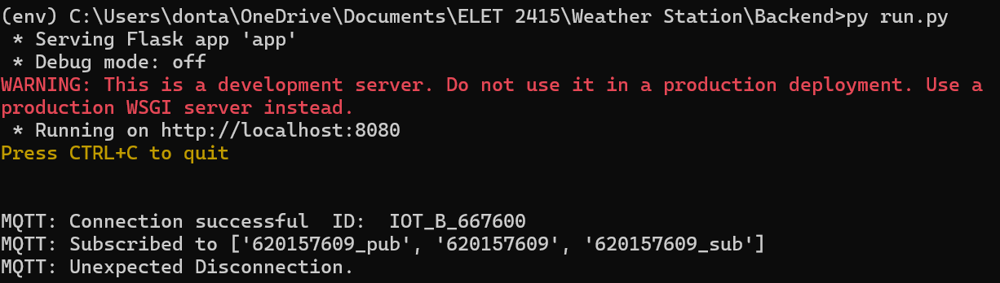 (env) C:\Users\donta\OneDrive\Documents\ELET 2415\Weather Station\Backend>py run.py
 * Serving Flask app 'app'
 * Debug mode: off
WARNING: This is a development server. Do not use it in a production deployment. Use a
production WSGI server instead.
 * Running on http://localhost:8080
Press CTRL+C to quit
MQTT: Connection successful  ID:  IOT_B_667600
MQTT: Subscribed to ['620157609_pub', '620157609', '620157609_sub']
MQTT: Unexpected Disconnection.